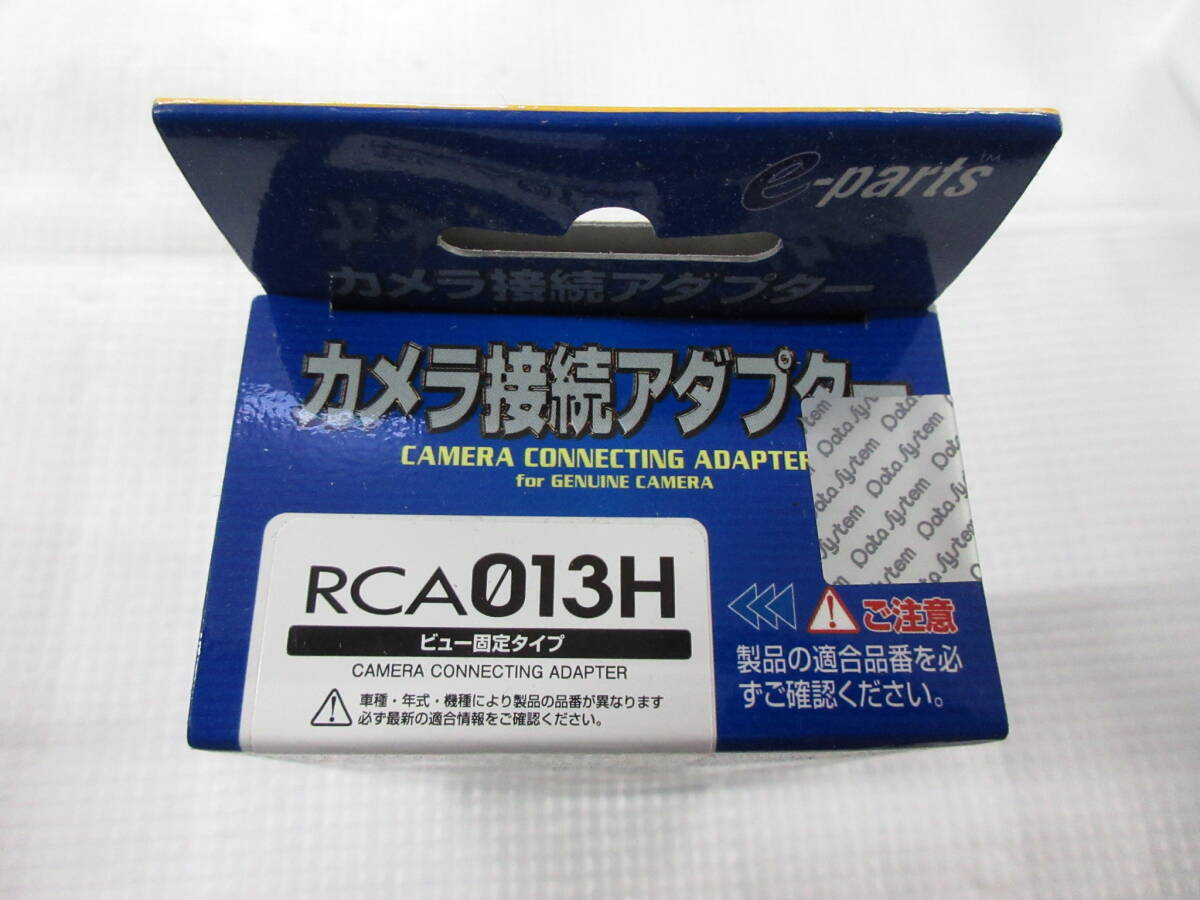 e-parts™
カメラ接続アダプター
カメラ接続アダプター
CAMERA CONNECTING ADAPTER
for GENUINE CAMERA
Data System
Data System
Data System
RCA013H
ビュー固定タイプ
CAMERA CONNECTING ADAPTER
車種・年式・機種により製品の品番が異なります
必ず最新の適合情報をご確認ください。
ご注意
製品の適合品番を必
ずご確認ください。